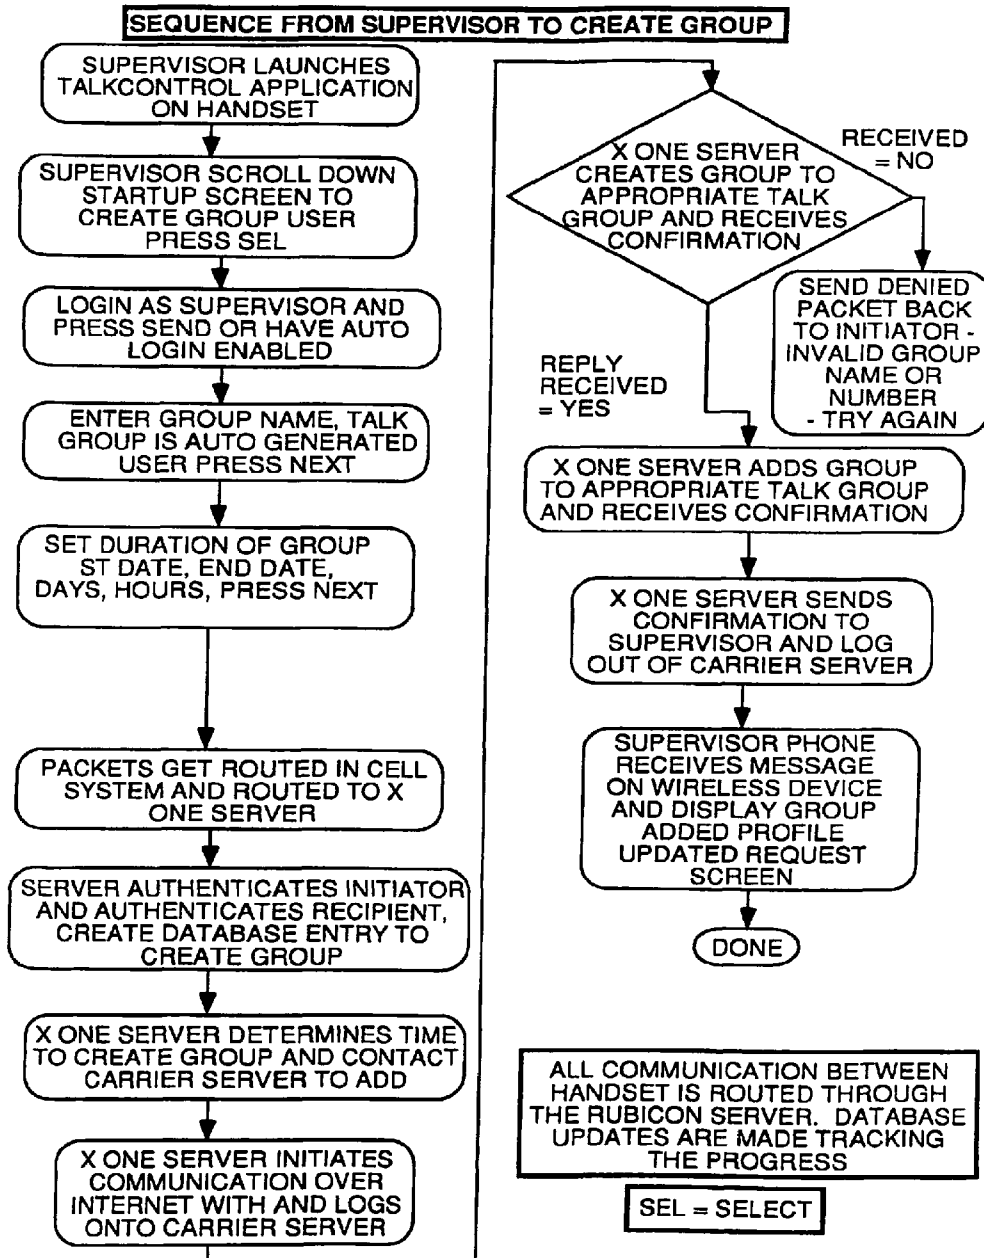 SEQUENCE FROM SUPERVISOR TO CREATE GROUP
SUPERVISOR LAUNCHES
TALKCONTROL APPLICATION
ON HANDSET
SUPERVISOR SCROLL DOWN
STARTUP SCREEN TO
CREATE GROUP USER
PRESS SEL
LOGIN AS SUPERVISOR AND
PRESS SEND OR HAVE AUTO
LOGIN ENABLED
ENTER GROUP NAME, TALK
GROUP IS AUTO GENERATED
USER PRESS NEXT
SET DURATION OF GROUP
ST DATE, END DATE,
DAYS, HOURS, PRESS NEXT
PACKETS GET ROUTED IN CELL
SYSTEM AND ROUTED TO X
ONE SERVER
SERVER AUTHENTICATES INITIATOR
AND AUTHENTICATES RECIPIENT,
CREATE DATABASE ENTRY TO
CREATE GROUP
X ONE SERVER DETERMINES TIME
TO CREATE GROUP AND CONTACT
CARRIER SERVER TO ADD
X ONE SERVER INITIATES
COMMUNICATION OVER
INTERNET WITH AND LOGS
ONTO CARRIER SERVER
X ONE SERVER
CREATES GROUP TO
APPROPRIATE TALK
GROUP AND RECEIVES
CONFIRMATION
RECEIVED
= NO
SEND DENIED
PACKET BACK
TO INITIATOR -
INVALID GROUP
NAME OR
NUMBER
- TRY AGAIN
REPLY
RECEIVED
= YES
X ONE SERVER ADDS GROUP
TO APPROPRIATE TALK GROUP
AND RECEIVES CONFIRMATION
X ONE SERVER SENDS
CONFIRMATION TO
SUPERVISOR AND LOG
OUT OF CARRIER SERVER
SUPERVISOR PHONE
RECEIVES MESSAGE
ON WIRELESS DEVICE
AND DISPLAY GROUP
ADDED PROFILE
UPDATED REQUEST
SCREEN
DONE
ALL COMMUNICATION BETWEEN
HANDSET IS ROUTED THROUGH
THE RUBICON SERVER. DATABASE
UPDATES ARE MADE TRACKING
THE PROGRESS
SEL = SELECT